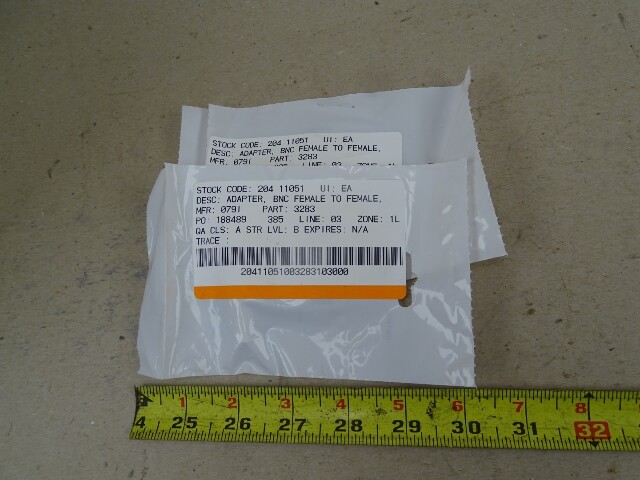 STOCK CODE: 204 11051 UI: EA
DESC: ADAPTER, BNC FEMALE TO FEMALE,
MFR: 0791 PART: 3283
LINE: 03
STOCK CODE: 204 11051 UI: EA
DESC: ADAPTER, BNC FEMALE TO FEMALE,
MFR: 0791 PART: 3283
PO 188489 385 LINE: 03 ZONE: 1L
QA CLS: A STR LVL: B EXPIRES: N/A
TRACE :
20411051003283103000
1 2 3 4 5 6 7 8
4 25 26 27 28 29 30 31 32